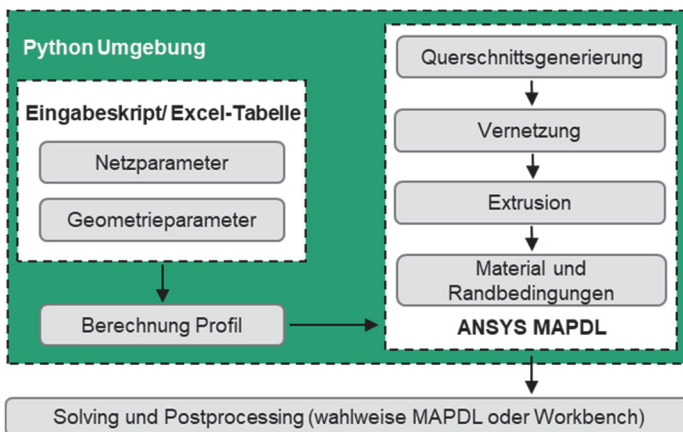 Python Umgebung
Eingabeskript/ Excel-Tabelle
Netzparameter
Geometrieparameter
Berechnung Profil
Querschnittsgenerierung
Vernetzung
Extrusion
Material und
Randbedingungen
ANSYS MAPDL
Solving und Postprocessing (wahlweise MAPDL oder Workbench)